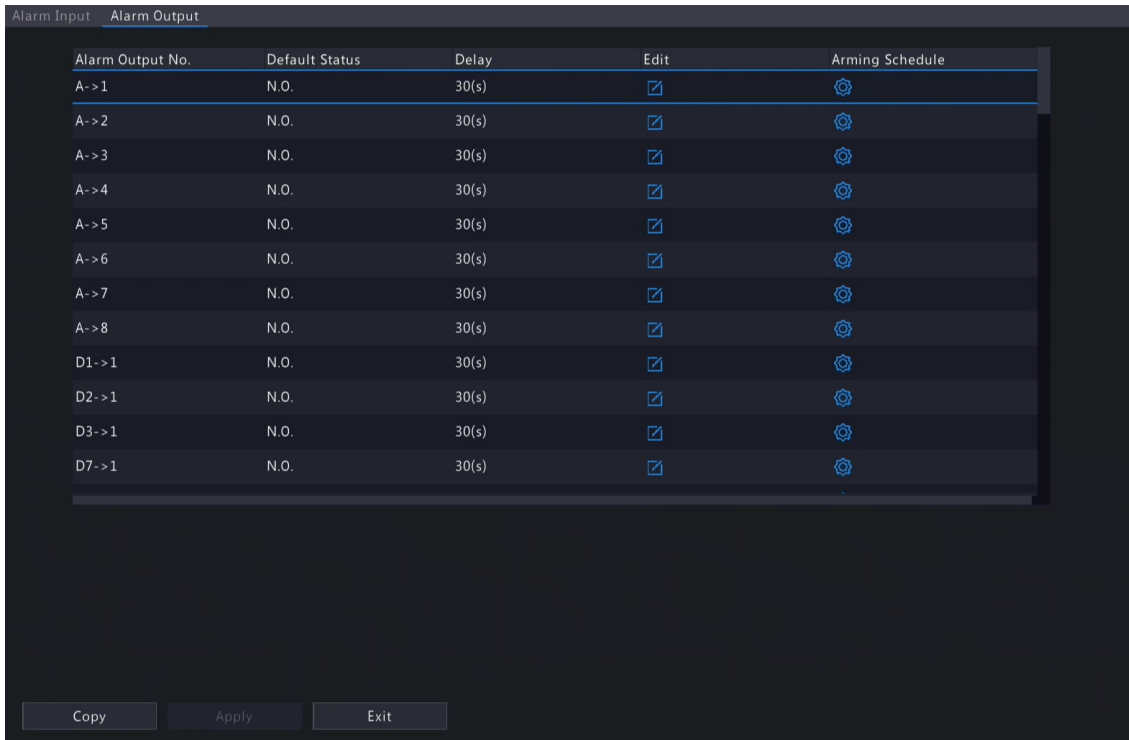 Alarm Input Alarm Output
Alarm Output No. Default Status Delay Edit Arming Schedule
A->1 N.O. 30(s)
A->2 N.O. 30(s)
A->3 N.O. 30(s)
A->4 N.O. 30(s)
A->5 N.O. 30(s)
A->6 N.O. 30(s)
A->7 N.O. 30(s)
A->8 N.O. 30(s)
D1->1 N.O. 30(s)
D2->1 N.O. 30(s)
D3->1 N.O. 30(s)
D7->1 N.O. 30(s)
Copy Apply Exit